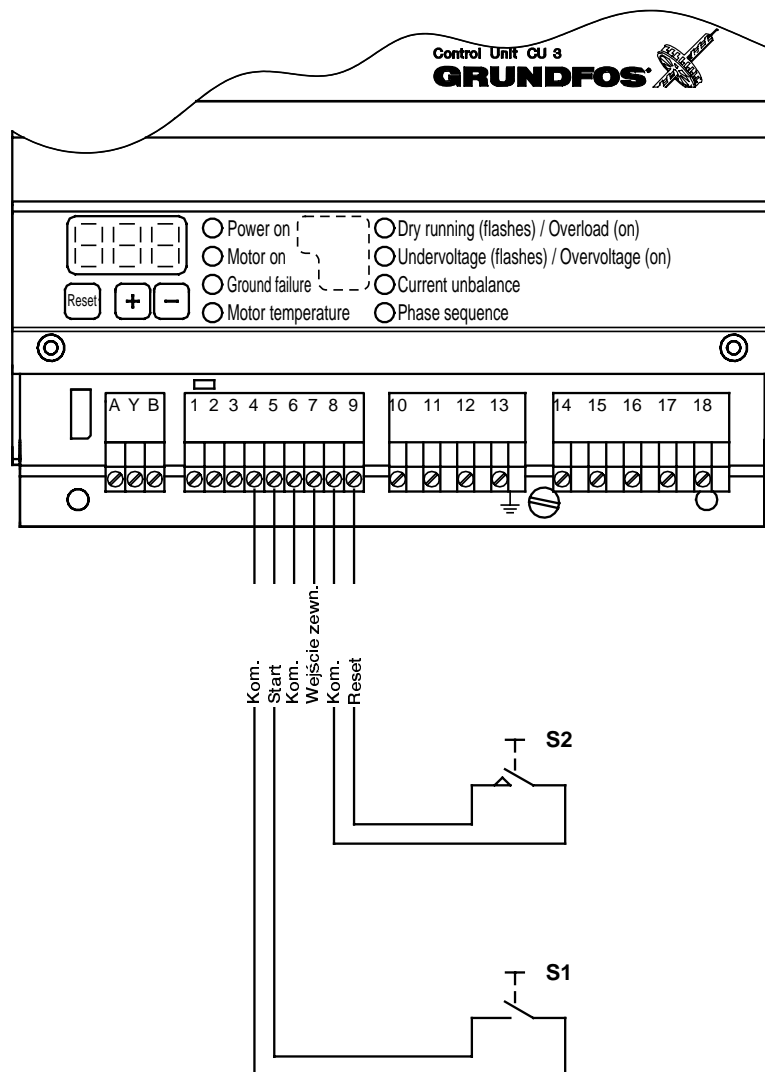 Control Unit CU 3
GRUNDFOS
Power on
Motor on
Ground failure
Motor temperature
Dry running (flashes) / Overload (on)
Undervoltage (flashes) / Overvoltage (on)
Current unbalance
Phase sequence
Reset + −
A Y B 1 2 3 4 5 6 7 8 9 10 11 12 13 14 15 16 17 18
Kom.
Start
Kom.
Wejście zewn.
Kom.
Reset
S2
S1